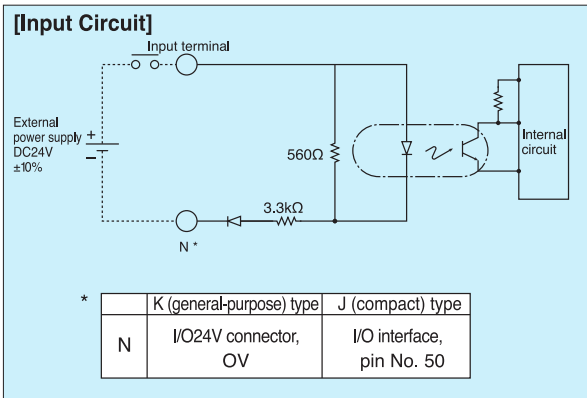 [Input Circuit]
Input terminal
External
power supply
DC24V
±10%
+
−
560Ω
Internal
circuit
3.3kΩ
N *
*
K (general-purpose) type J (compact) type
N
I/O24V connector,
OV
I/O interface,
pin No. 50